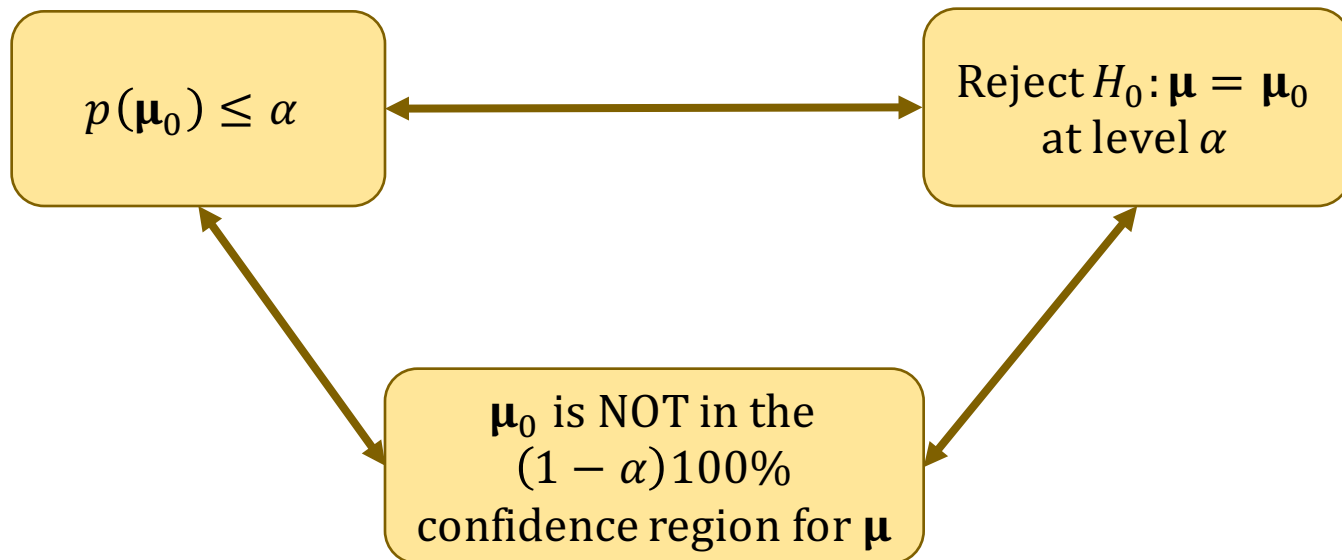 p(𝛍₀) ≤ α
Reject H₀: 𝛍 = 𝛍₀
at level α
𝛍₀ is NOT in the
(1 − α)100%
confidence region for 𝛍